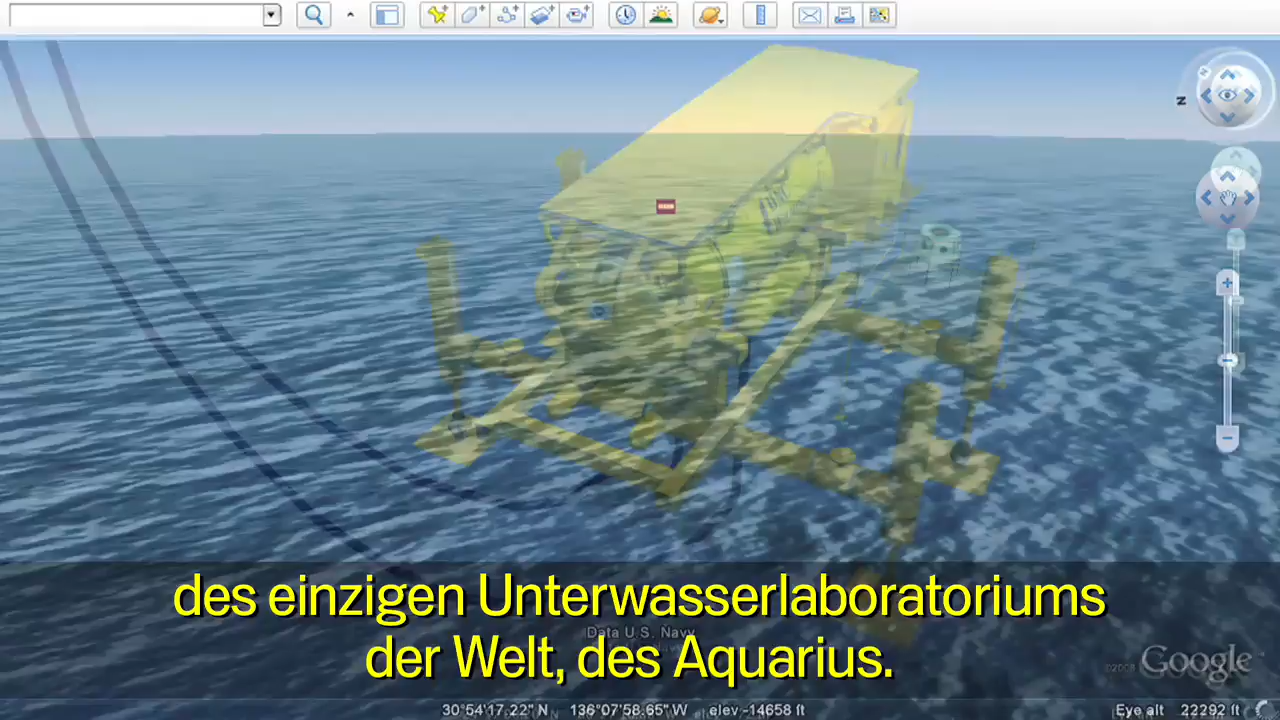 N
des einzigen Unterwasserlaboratoriums
Data U.S. Navy
der Welt, des Aquarius.
Google
30°54'17.22" N 136°07'58.65" W elev -14658 ft
Eye alt 22292 ft